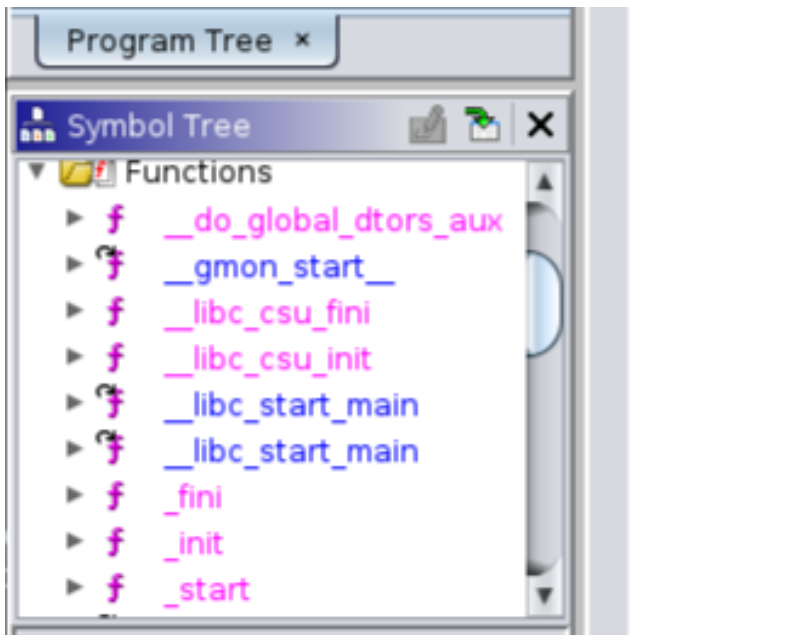 Program Tree ×
Symbol Tree
Functions
__do_global_dtors_aux
__gmon_start__
__libc_csu_fini
__libc_csu_init
__libc_start_main
__libc_start_main
_fini
_init
_start